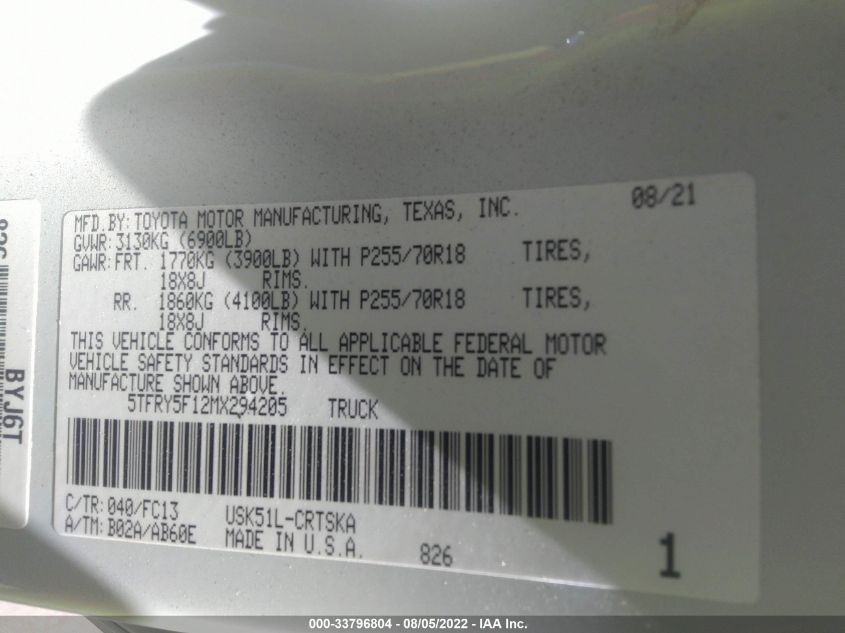 MFD.BY:TOYOTA MOTOR MANUFACTURING, TEXAS, INC. 08/21
GVWR:3130KG (6900LB)
GAWR:FRT. 1770KG (3900LB) WITH P255/70R18 TIRES,
18X8J RIMS.
RR. 1860KG (4100LB) WITH P255/70R18 TIRES,
18X8J RIMS.
THIS VEHICLE CONFORMS TO ALL APPLICABLE FEDERAL MOTOR
VEHICLE SAFETY STANDARDS IN EFFECT ON THE DATE OF
MANUFACTURE SHOWN ABOVE.
5TFRY5F12MX294205 TRUCK
C/TR:040/FC13 USK51L-CRTSKA
A/TM:B02A/AB60E MADE IN U.S.A. 826 1
BYJ6T
000-33796804 - 08/05/2022 - IAA Inc.